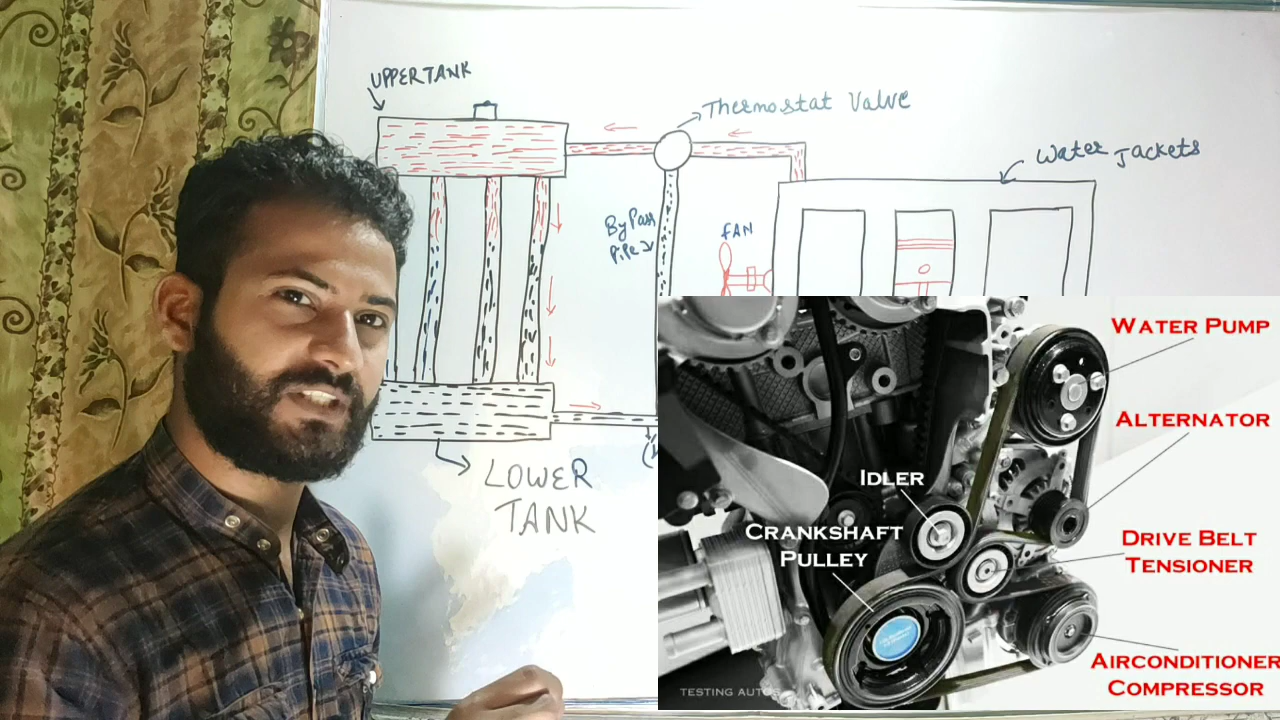 UPPERTANK
Thermostat Valve
Water Jackets
By Pass
Pipe
FAN
LOWER
TANK
WATER PUMP
ALTERNATOR
IDLER
CRANKSHAFT
PULLEY
DRIVE BELT
TENSIONER
AIRCONDITIONER
COMPRESSOR
TESTING AUTOS